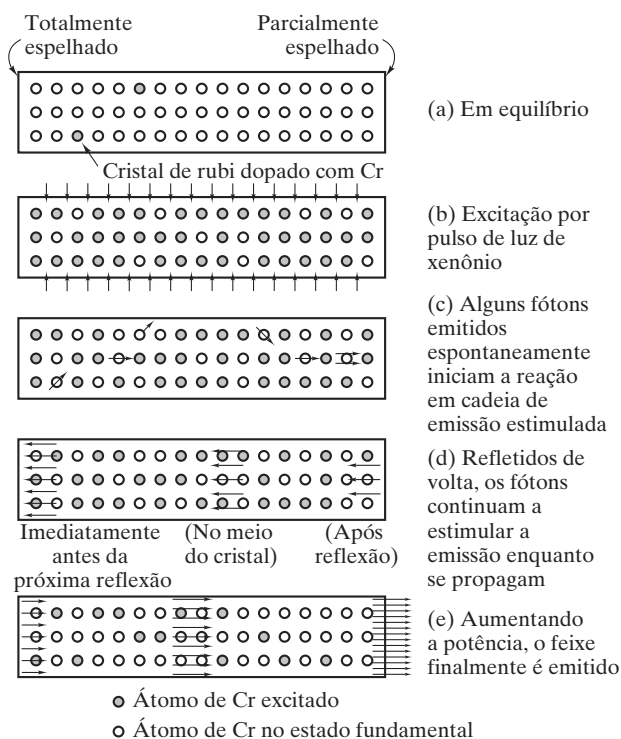 Totalmente
espelhado
Parcialmente
espelhado
(a) Em equilíbrio
Cristal de rubi dopado com Cr
(b) Excitação por
pulso de luz de
xenônio
(c) Alguns fótons
emitidos
espontaneamente
iniciam a reação
em cadeia de
emissão estimulada
(d) Refletidos de
volta, os fótons
continuam a
estimular a
emissão enquanto
se propagam
Imediatamente
antes da
próxima reflexão
(No meio
do cristal)
(Após
reflexão)
(e) Aumentando
a potência, o feixe
finalmente é emitido
Átomo de Cr excitado
Átomo de Cr no estado fundamental